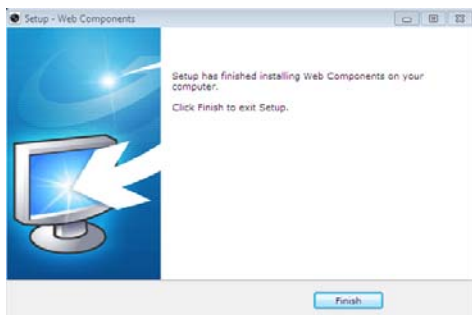 Setup - Web Components
Setup has finished installing Web Components on your
computer.
Click Finish to exit Setup.
Finish